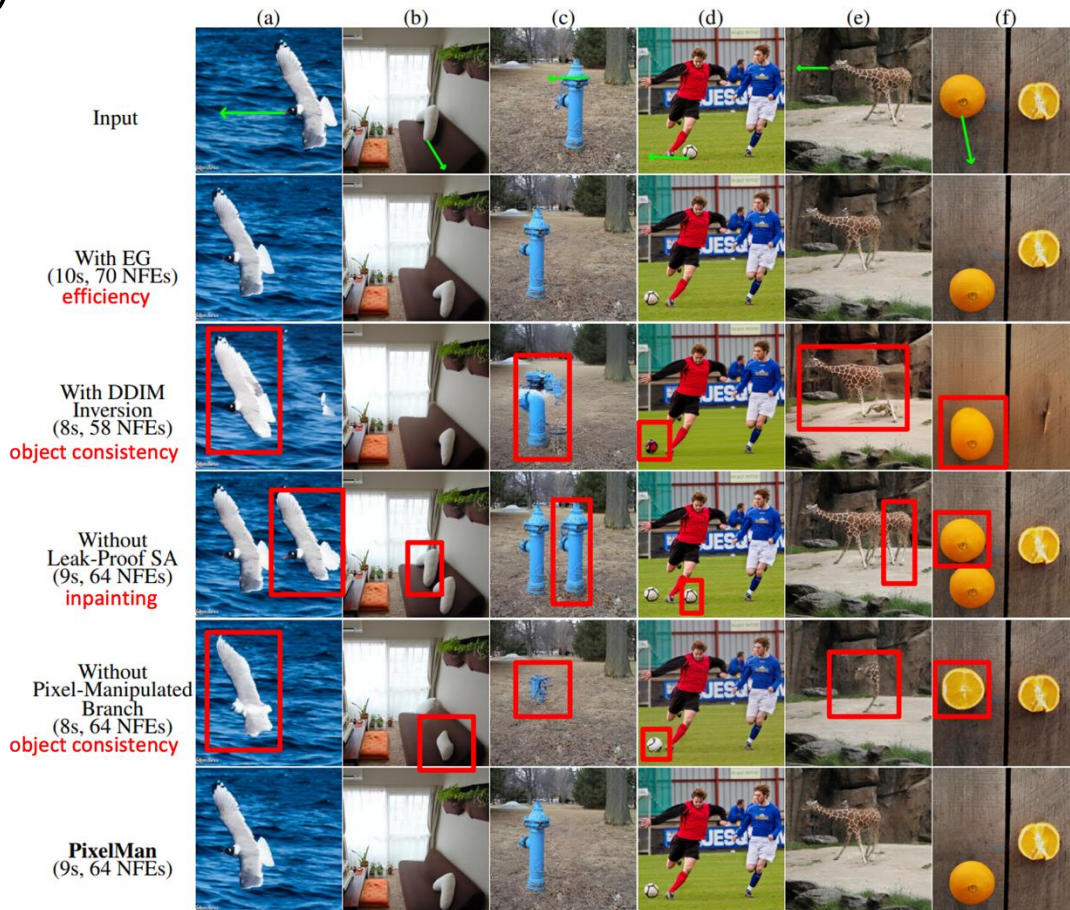 (a) (b) (c) (d) (e) (f)
Input
With EG
(10s, 70 NFEs)
efficiency
With DDIM
Inversion
(8s, 58 NFEs)
object consistency
Without
Leak-Proof SA
(9s, 64 NFEs)
inpainting
Without
Pixel-Manipulated
Branch
(8s, 64 NFEs)
object consistency
PixelMan
(9s, 64 NFEs)